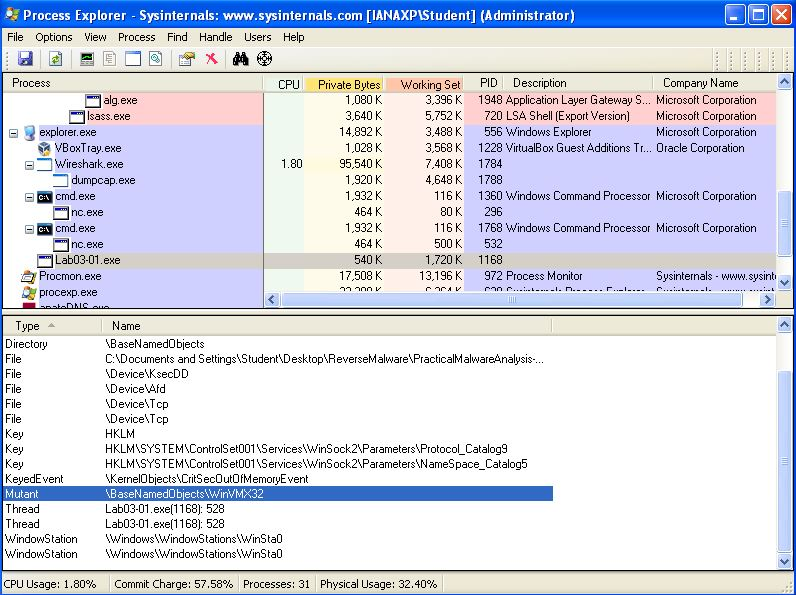 Process Explorer - Sysinternals: www.sysinternals.com [IANAXP\Student] (Administrator)
File Options View Process Find Handle Users Help
Process CPU Private Bytes Working Set PID Description Company Name
alg.exe 1,080 K 3,396 K 1948 Application Layer Gateway S... Microsoft Corporation
lsass.exe 3,640 K 5,752 K 720 LSA Shell (Export Version) Microsoft Corporation
explorer.exe 14,892 K 3,488 K 556 Windows Explorer Microsoft Corporation
VBoxTray.exe 1,028 K 3,568 K 1228 VirtualBox Guest Additions Tr... Oracle Corporation
Wireshark.exe 1.80 95,540 K 7,408 K 1784
dumpcap.exe 1,920 K 4,648 K 1788
cmd.exe 1,932 K 116 K 1360 Windows Command Processor Microsoft Corporation
nc.exe 464 K 80 K 296
cmd.exe 1,932 K 116 K 1768 Windows Command Processor Microsoft Corporation
nc.exe 464 K 500 K 532
Lab03-01.exe 540 K 1,720 K 1168
Procmon.exe 17,508 K 13,196 K 972 Process Monitor Sysinternals - www.sysint
procexp.exe
Type Name
Directory \BaseNamedObjects
File C:\Documents and Settings\Student\Desktop\ReverseMalware\PracticalMalwareAnalysis-...
File \Device\KsecDD
File \Device\Afd
File \Device\Tcp
File \Device\Tcp
Key HKLM
Key HKLM\SYSTEM\ControlSet001\Services\WinSock2\Parameters\Protocol_Catalog9
Key HKLM\SYSTEM\ControlSet001\Services\WinSock2\Parameters\NameSpace_Catalog5
KeyedEvent \KernelObjects\CritSecOutOfMemoryEvent
Mutant \BaseNamedObjects\WinVMX32
Thread Lab03-01.exe(1168): 528
Thread Lab03-01.exe(1168): 528
WindowStation \Windows\WindowStations\WinSta0
WindowStation \Windows\WindowStations\WinSta0
CPU Usage: 1.80% Commit Charge: 57.58% Processes: 31 Physical Usage: 32.40%